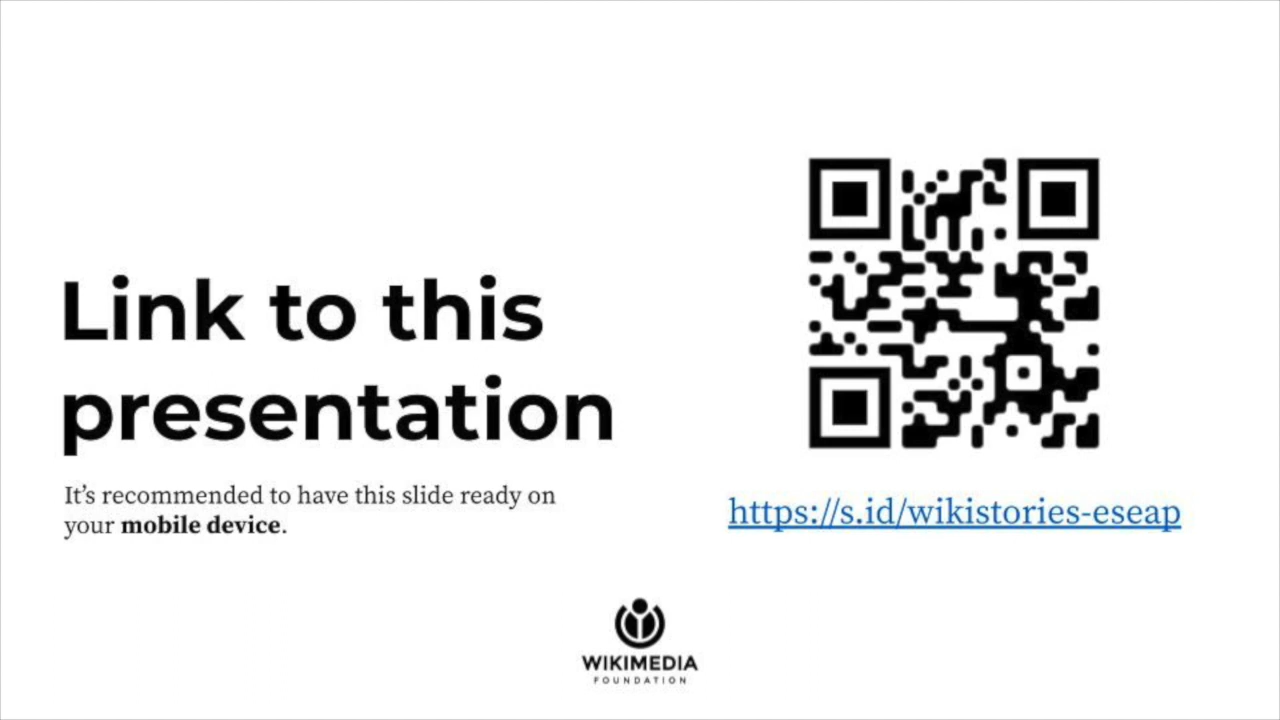 Link to this
presentation
It’s recommended to have this slide ready on
your mobile device.
https://s.id/wikistories-eseap
WIKIMEDIA
FOUNDATION